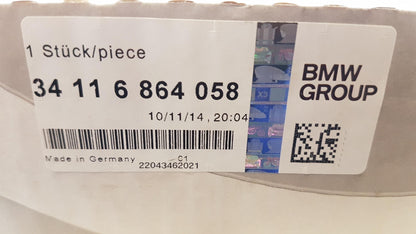 1 Stück/piece
34 11 6 864 058
10/11/14, 20:04
Made in Germany
C1
22043462021
X3
BMW
GROUP